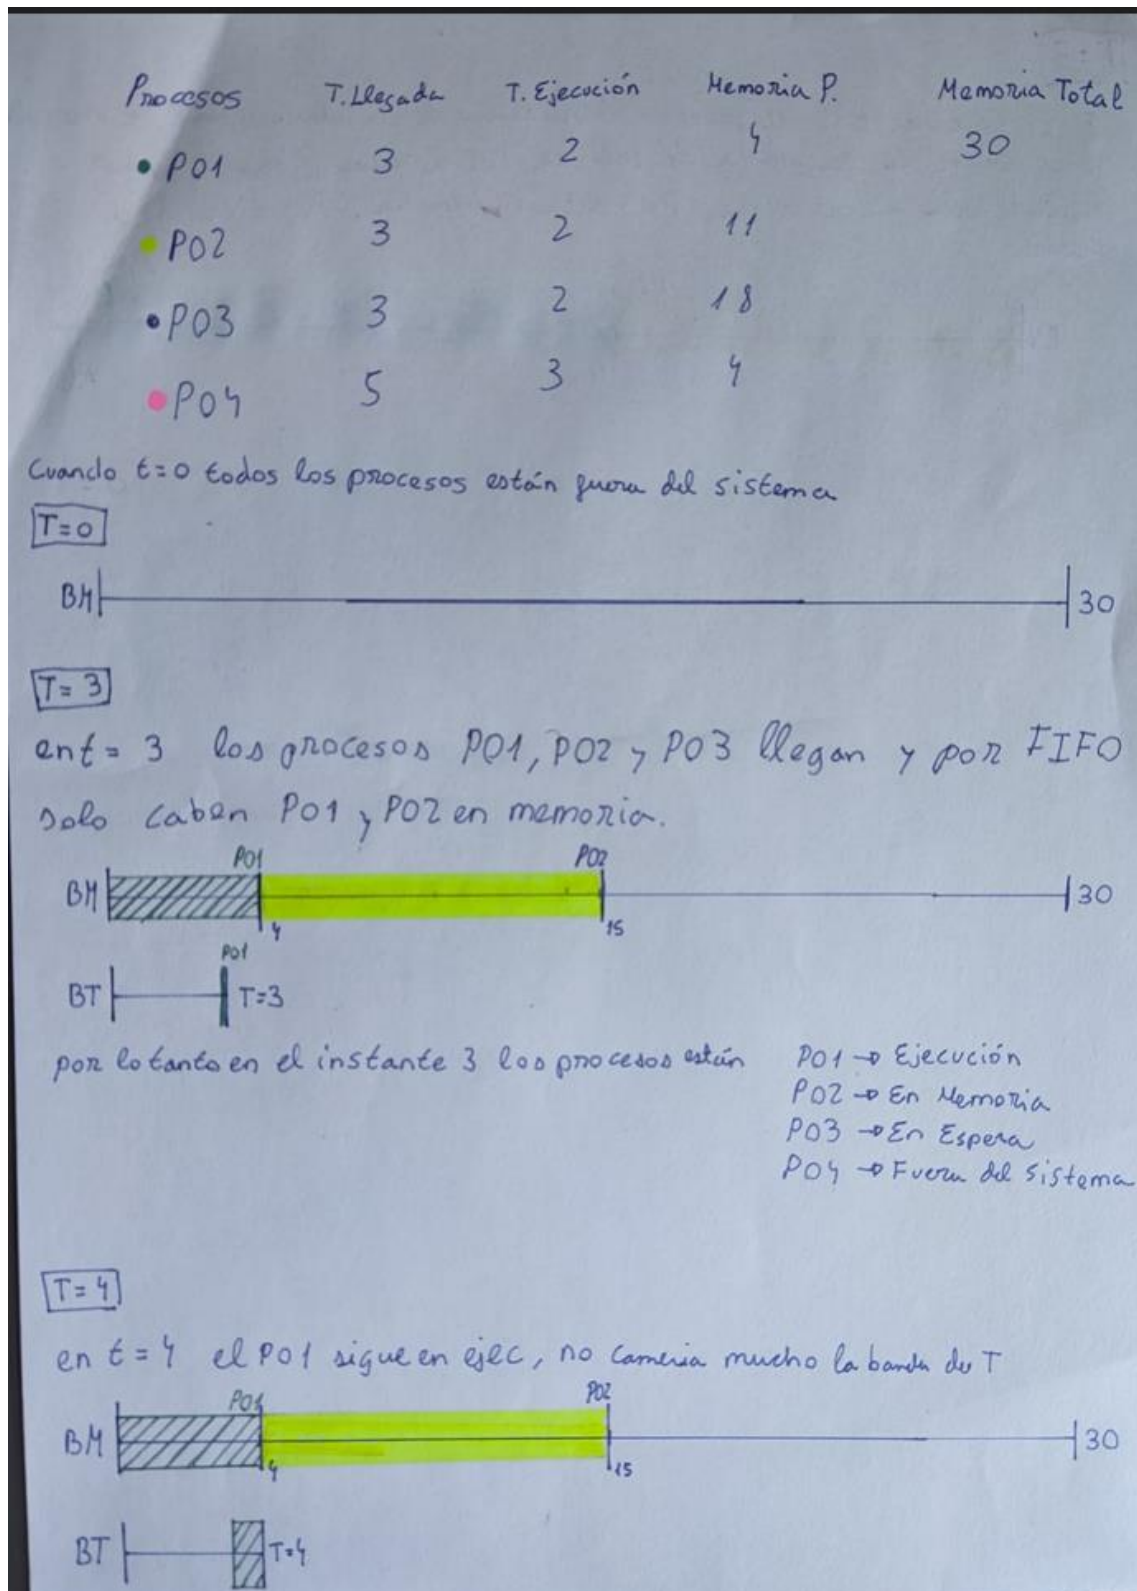 Procesos T.Llegada T. Ejecución Memoria P. Memoria Total
• P01 3 2 4 30
P02 3 2 11
• P03 3 2 18
P04 5 3 4
Cuando t=0 todos los procesos están fuera del sistema
T=0
BM 30
T= 3
en t = 3 los procesos P01, P02 y P03 llegan y por FIFO
solo caben P01 y P02 en memoria.
P01 P02
BM 30
4 15
P01
BT T=3
por lo tanto en el instante 3 los procesos están P01 → Ejecución
P02 → En Memoria
P03 → En Espera
P04 → Fuera del sistema
T= 4
en t = 4 el P01 sigue en ejec, no cameria mucho la banda de T
P01 P02
BM 30
4 15
BT T=4